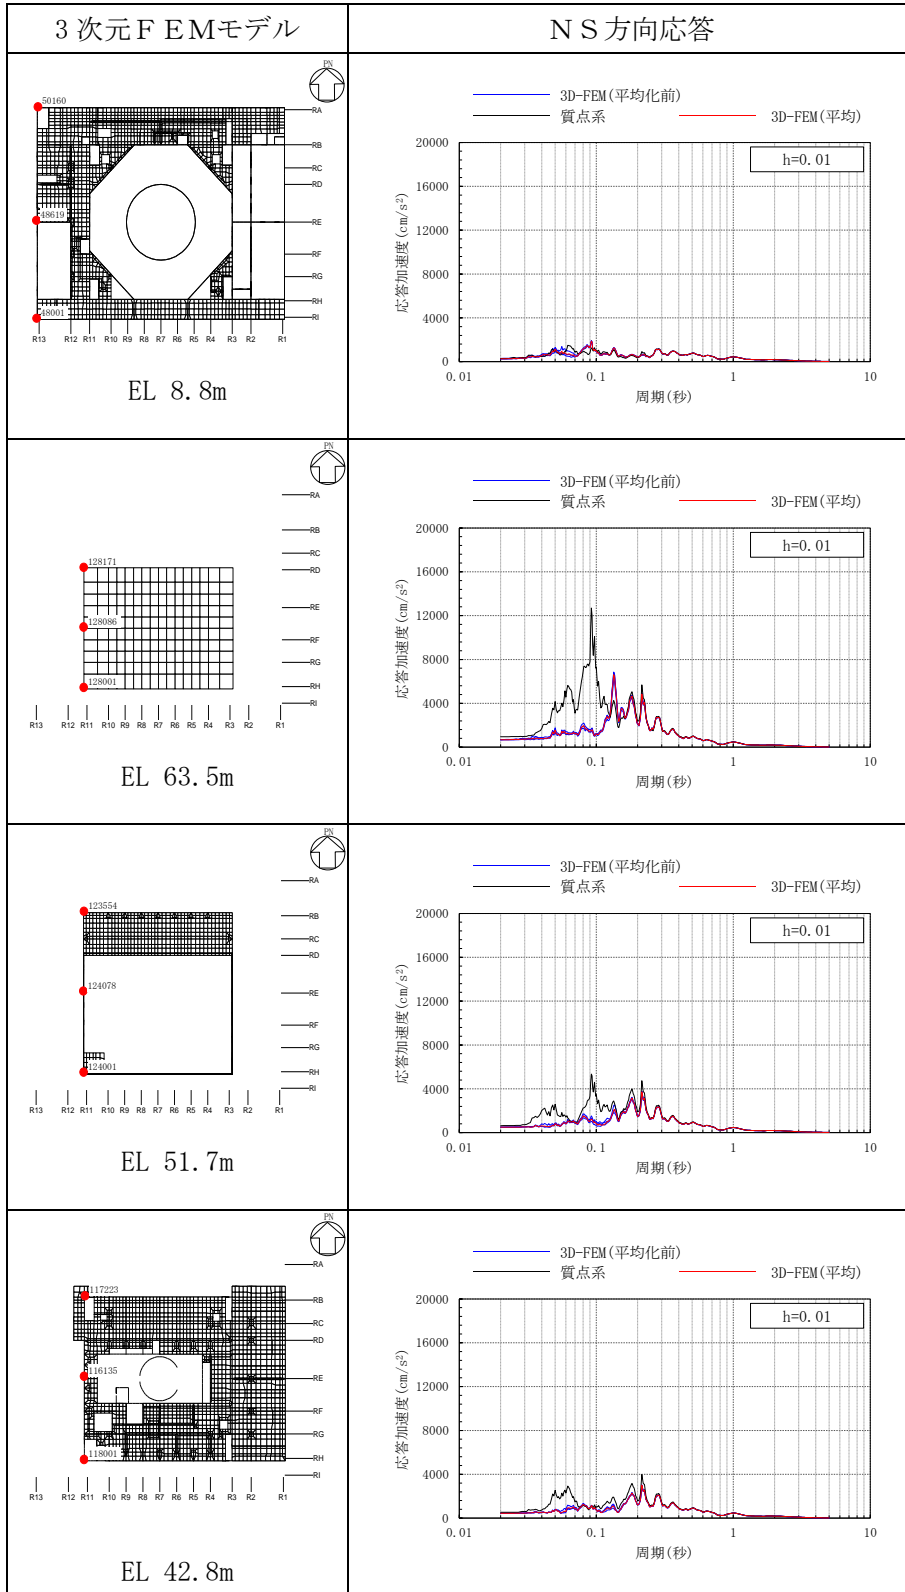 3次元FEMモデル
NS方向応答
PN
50160
48619
48001
RA
RB
RC
RD
RE
RF
RG
RH
RI
R13 R12 R11 R10 R9 R8 R7 R6 R5 R4 R3 R2 R1
EL 8.8m
3D-FEM(平均化前)
質点系 3D-FEM(平均)
h=0.01
応答加速度(cm/s²)
20000
16000
12000
8000
4000
0
0.01 0.1 1 10
周期(秒)
PN
128171
128086
128001
RA
RB
RC
RD
RE
RF
RG
RH
RI
R13 R12 R11 R10 R9 R8 R7 R6 R5 R4 R3 R2 R1
EL 63.5m
3D-FEM(平均化前)
質点系 3D-FEM(平均)
h=0.01
応答加速度(cm/s²)
20000
16000
12000
8000
4000
0
0.01 0.1 1 10
周期(秒)
PN
123554
124078
124001
RA
RB
RC
RD
RE
RF
RG
RH
RI
R13 R12 R11 R10 R9 R8 R7 R6 R5 R4 R3 R2 R1
EL 51.7m
3D-FEM(平均化前)
質点系 3D-FEM(平均)
h=0.01
応答加速度(cm/s²)
20000
16000
12000
8000
4000
0
0.01 0.1 1 10
周期(秒)
PN
117223
116135
118001
RA
RB
RC
RD
RE
RF
RG
RH
RI
R13 R12 R11 R10 R9 R8 R7 R6 R5 R4 R3 R2 R1
EL 42.8m
3D-FEM(平均化前)
質点系 3D-FEM(平均)
h=0.01
応答加速度(cm/s²)
20000
16000
12000
8000
4000
0
0.01 0.1 1 10
周期(秒)